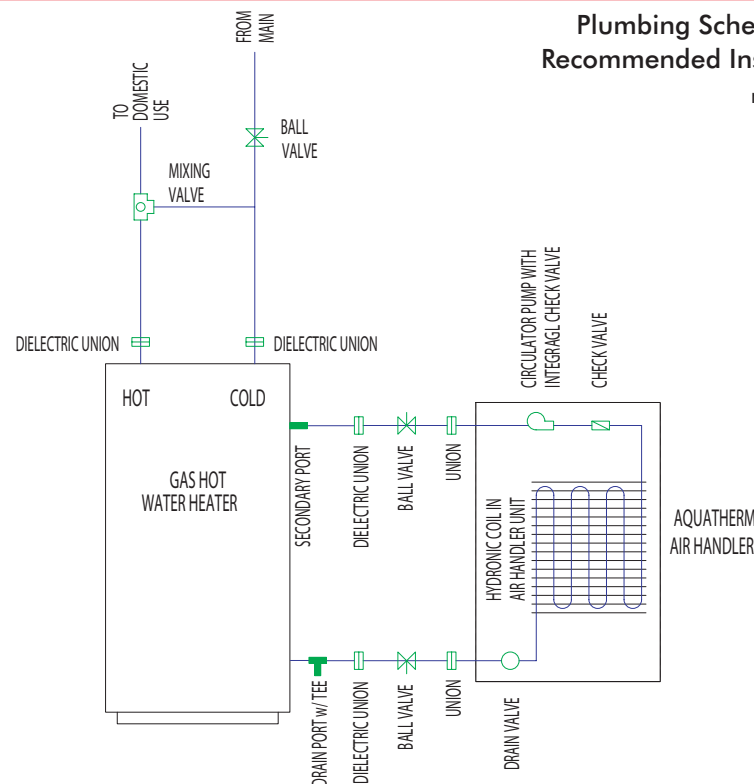 Plumbing Sche
Recommended Ins
FROM
MAIN
TO
DOMESTIC
USE
BALL
VALVE
MIXING
VALVE
DIELECTRIC UNION
DIELECTRIC UNION
CIRCULATOR PUMP WITH
INTEGRAGL CHECK VALVE
CHECK VALVE
HOT
COLD
GAS HOT
WATER HEATER
SECONDARY PORT
DIELECTRIC UNION
BALL VALVE
UNION
HYDRONIC COIL IN
AIR HANDLER UNIT
AQUATHERM
AIR HANDLER
DRAIN PORT w/ TEE
DIELECTRIC UNION
BALL VALVE
UNION
DRAIN VALVE